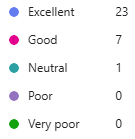 Excellent 23
Good 7
Neutral 1
Poor 0
Very poor 0